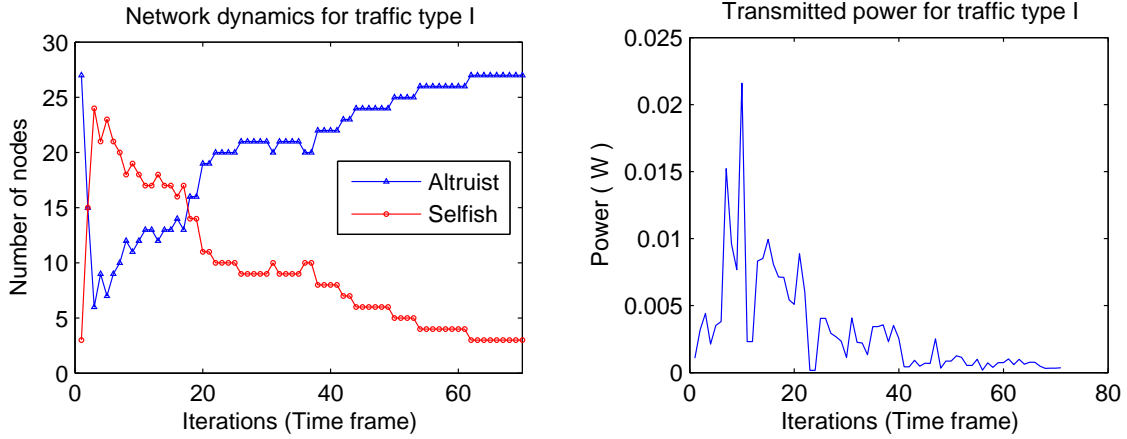 Network dynamics for traffic type I
30
25
20
15
10
5
0
0
20
40
60
Number of nodes
Iterations (Time frame)
Altruist
Selfish
Transmitted power for traffic type I
0.025
0.02
0.015
0.01
0.005
0
0
20
40
60
80
Power ( W )
Iterations (Time frame)